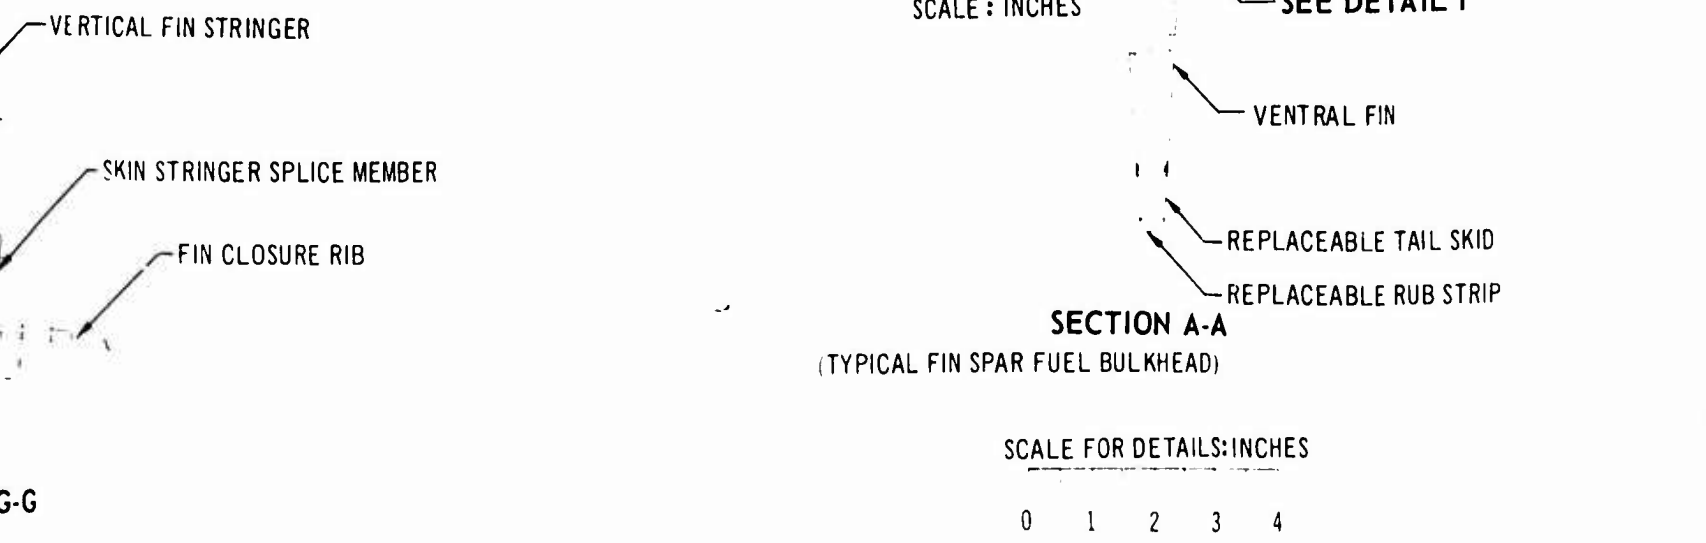 VERTICAL FIN STRINGER
SKIN STRINGER SPLICE MEMBER
FIN CLOSURE RIB
G-G
SCALE: INCHES
SEE DETAIL
VENTRAL FIN
REPLACEABLE TAIL SKID
REPLACEABLE RUB STRIP
SECTION A-A
(TYPICAL FIN SPAR FUEL BULKHEAD)
SCALE FOR DETAILS: INCHES
0 1 2 3 4